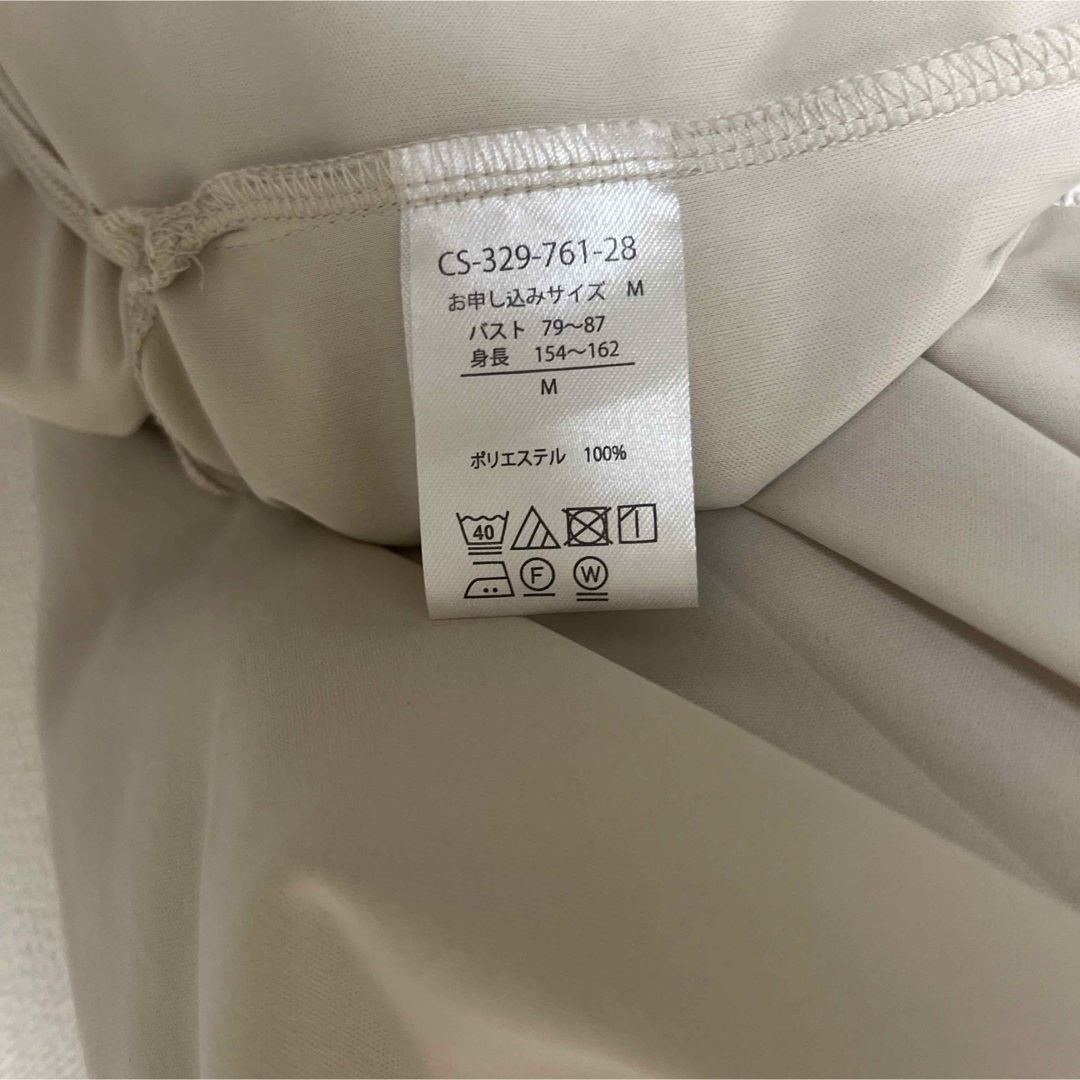 CS-329-761-28
お申し込みサイズ M
バスト 79〜87
身長 154〜162
M
ポリエステル 100%
40
F W